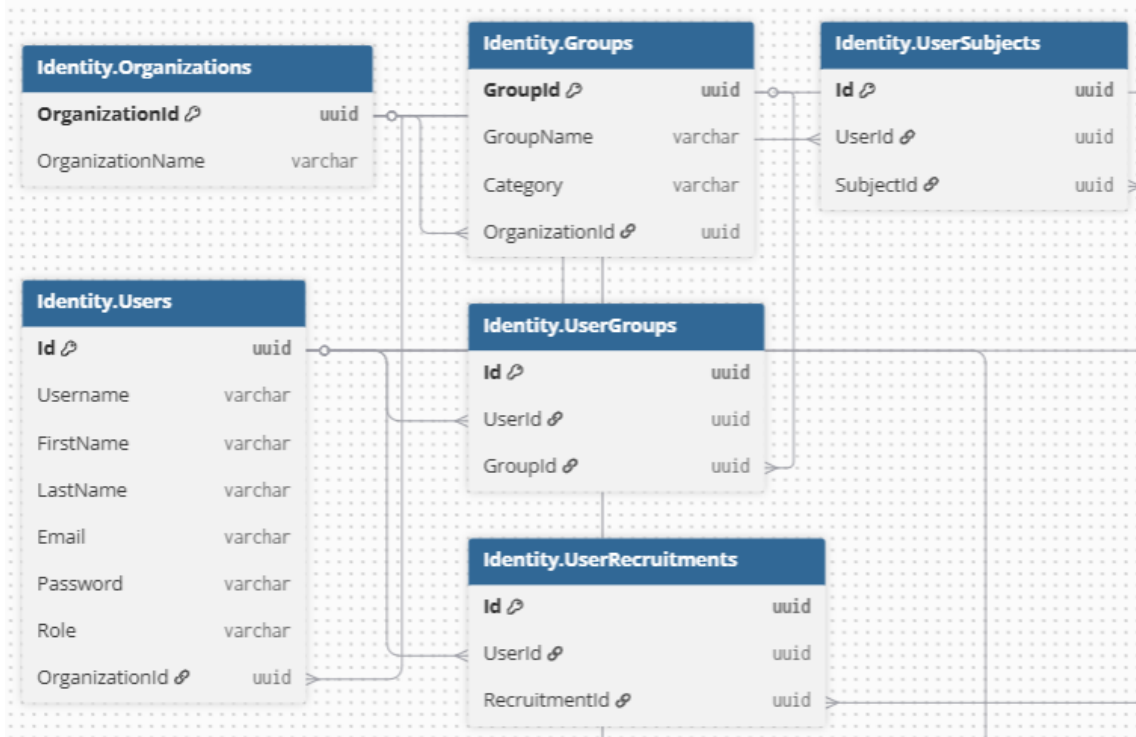 Identity.Organizations
OrganizationId uuid
OrganizationName varchar
Identity.Groups
GroupId uuid
GroupName varchar
Category varchar
OrganizationId uuid
Identity.UserSubjects
Id uuid
UserId uuid
SubjectId uuid
Identity.Users
Id uuid
Username varchar
FirstName varchar
LastName varchar
Email varchar
Password varchar
Role varchar
OrganizationId uuid
Identity.UserGroups
Id uuid
UserId uuid
GroupId uuid
Identity.UserRecruitments
Id uuid
UserId uuid
RecruitmentId uuid